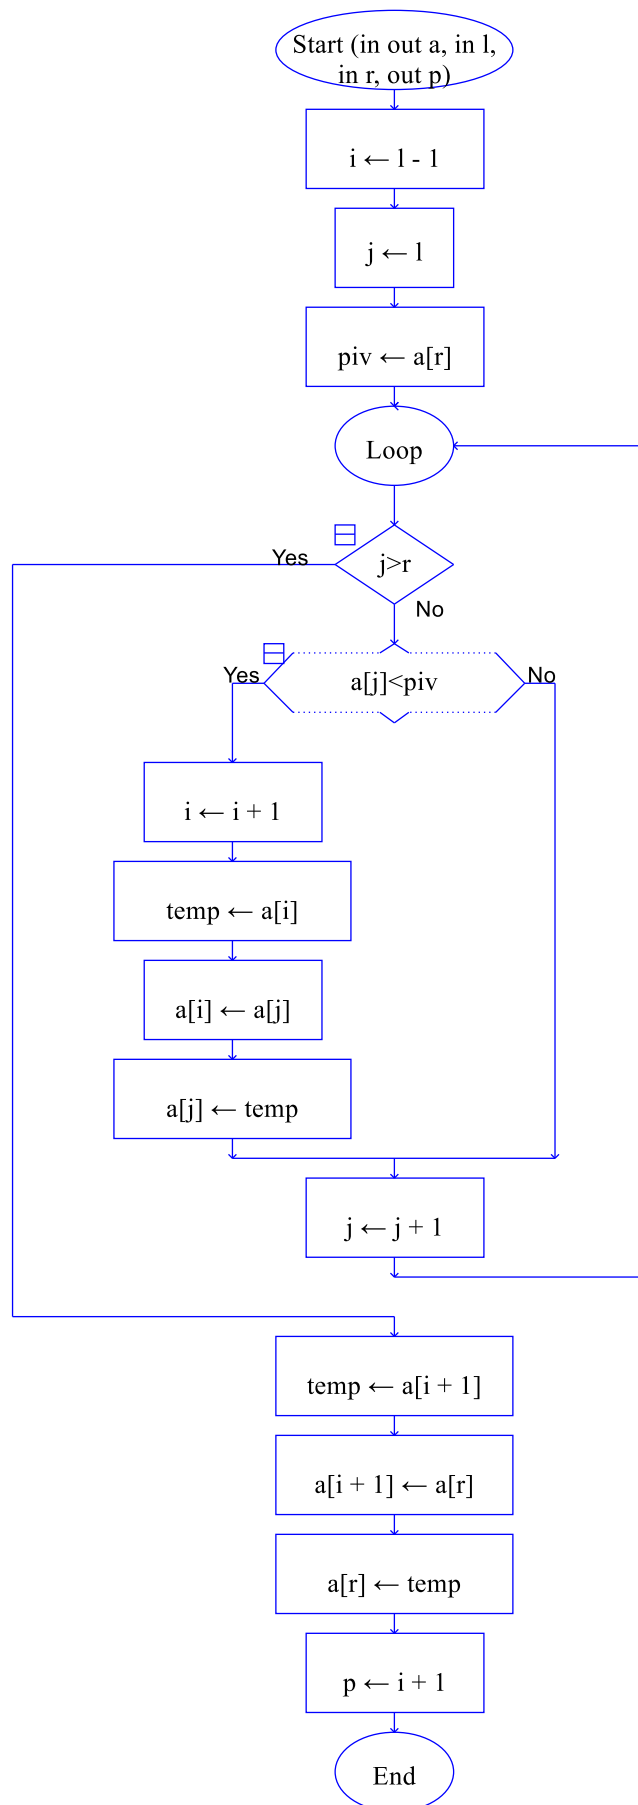 Start (in out a, in l,
in r, out p)
i ← l - 1
j ← l
piv ← a[r]
Loop
Yes
j>r
No
Yes
a[j]<piv
No
i ← i + 1
temp ← a[i]
a[i] ← a[j]
a[j] ← temp
j ← j + 1
temp ← a[i + 1]
a[i + 1] ← a[r]
a[r] ← temp
p ← i + 1
End